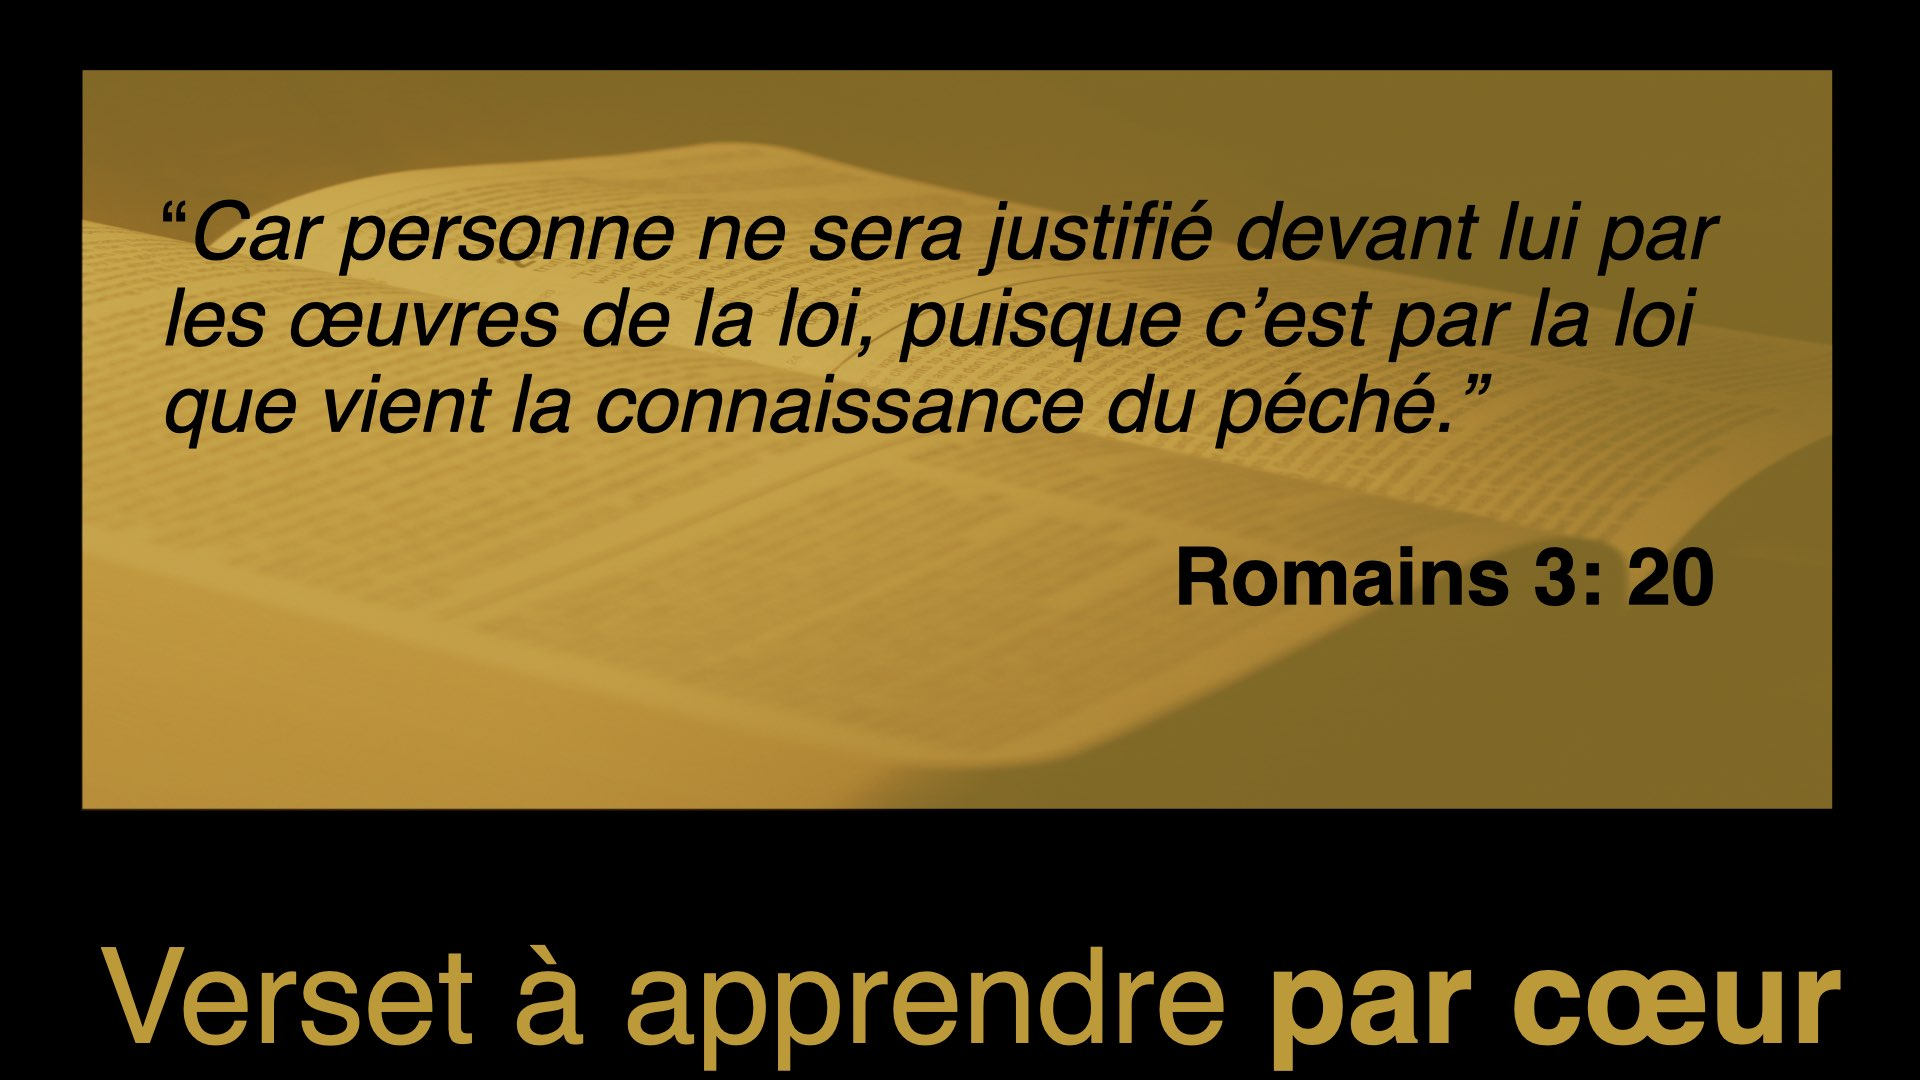 “Car personne ne sera justifié devant lui par
les œuvres de la loi, puisque c’est par la loi
que vient la connaissance du péché.”
Romains 3: 20
Verset à apprendre par cœur